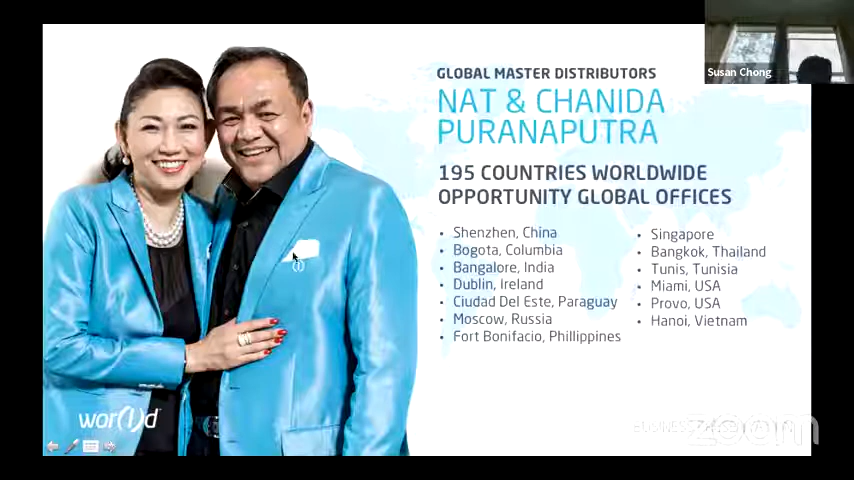 Susan Chong
GLOBAL MASTER DISTRIBUTORS
NAT & CHANIDA
PURANAPUTRA
195 COUNTRIES WORLDWIDE
OPPORTUNITY GLOBAL OFFICES
• Shenzhen, China
• Bogota, Columbia
• Bangalore, India
• Dublin, Ireland
• Ciudad Del Este, Paraguay
• Moscow, Russia
• Fort Bonifacio, Phillippines
• Singapore
• Bangkok, Thailand
• Tunis, Tunisia
• Miami, USA
• Provo, USA
• Hanoi, Vietnam
wor(l)d
BUSINESS
zoom